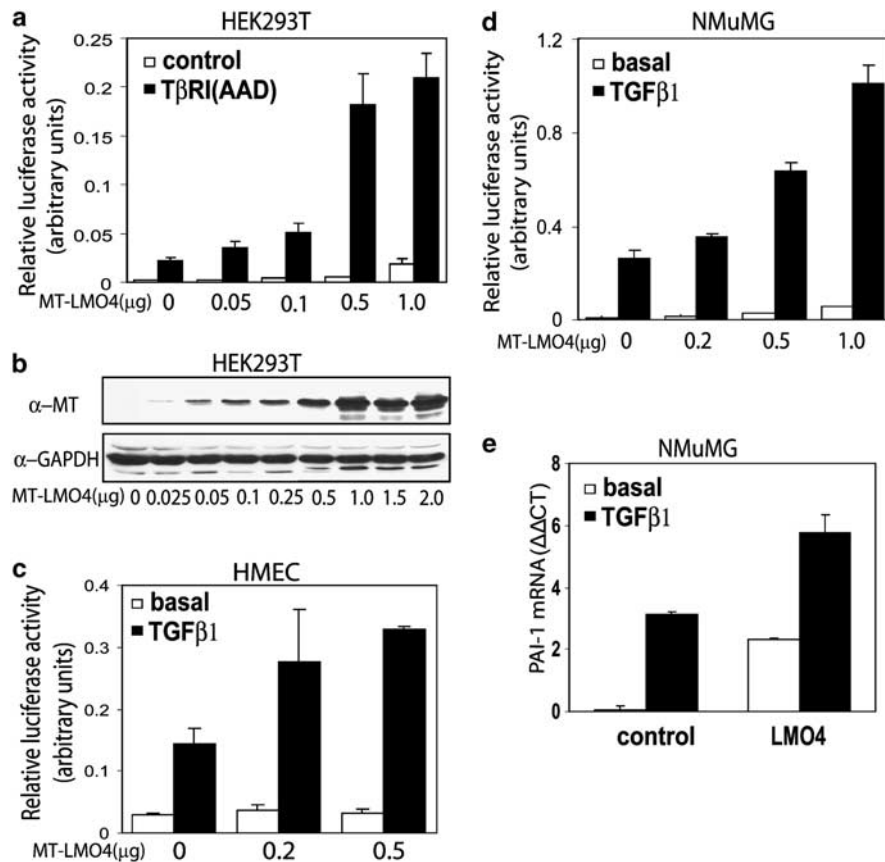 a
HEK293T
Relative luciferase activity
(arbitrary units)
0.25
0.2
0.15
0.1
0.05
0
control
TβRI(AAD)
MT-LMO4(μg) 0 0.05 0.1 0.5 1.0
b
HEK293T
α–MT
α–GAPDH
MT-LMO4(μg) 0 0.025 0.05 0.1 0.25 0.5 1.0 1.5 2.0
c
HMEC
Relative luciferase activity
(arbitrary units)
0.4
0.3
0.2
0.1
0
basal
TGFβ1
MT-LMO4(μg) 0 0.2 0.5
d
NMuMG
Relative luciferase activity
(arbitrary units)
1.2
0.8
0.4
0.0
basal
TGFβ1
MT-LMO4(μg) 0 0.2 0.5 1.0
e
NMuMG
PAI-1 mRNA (ΔΔCT)
8
6
4
2
0
basal
TGFβ1
control LMO4